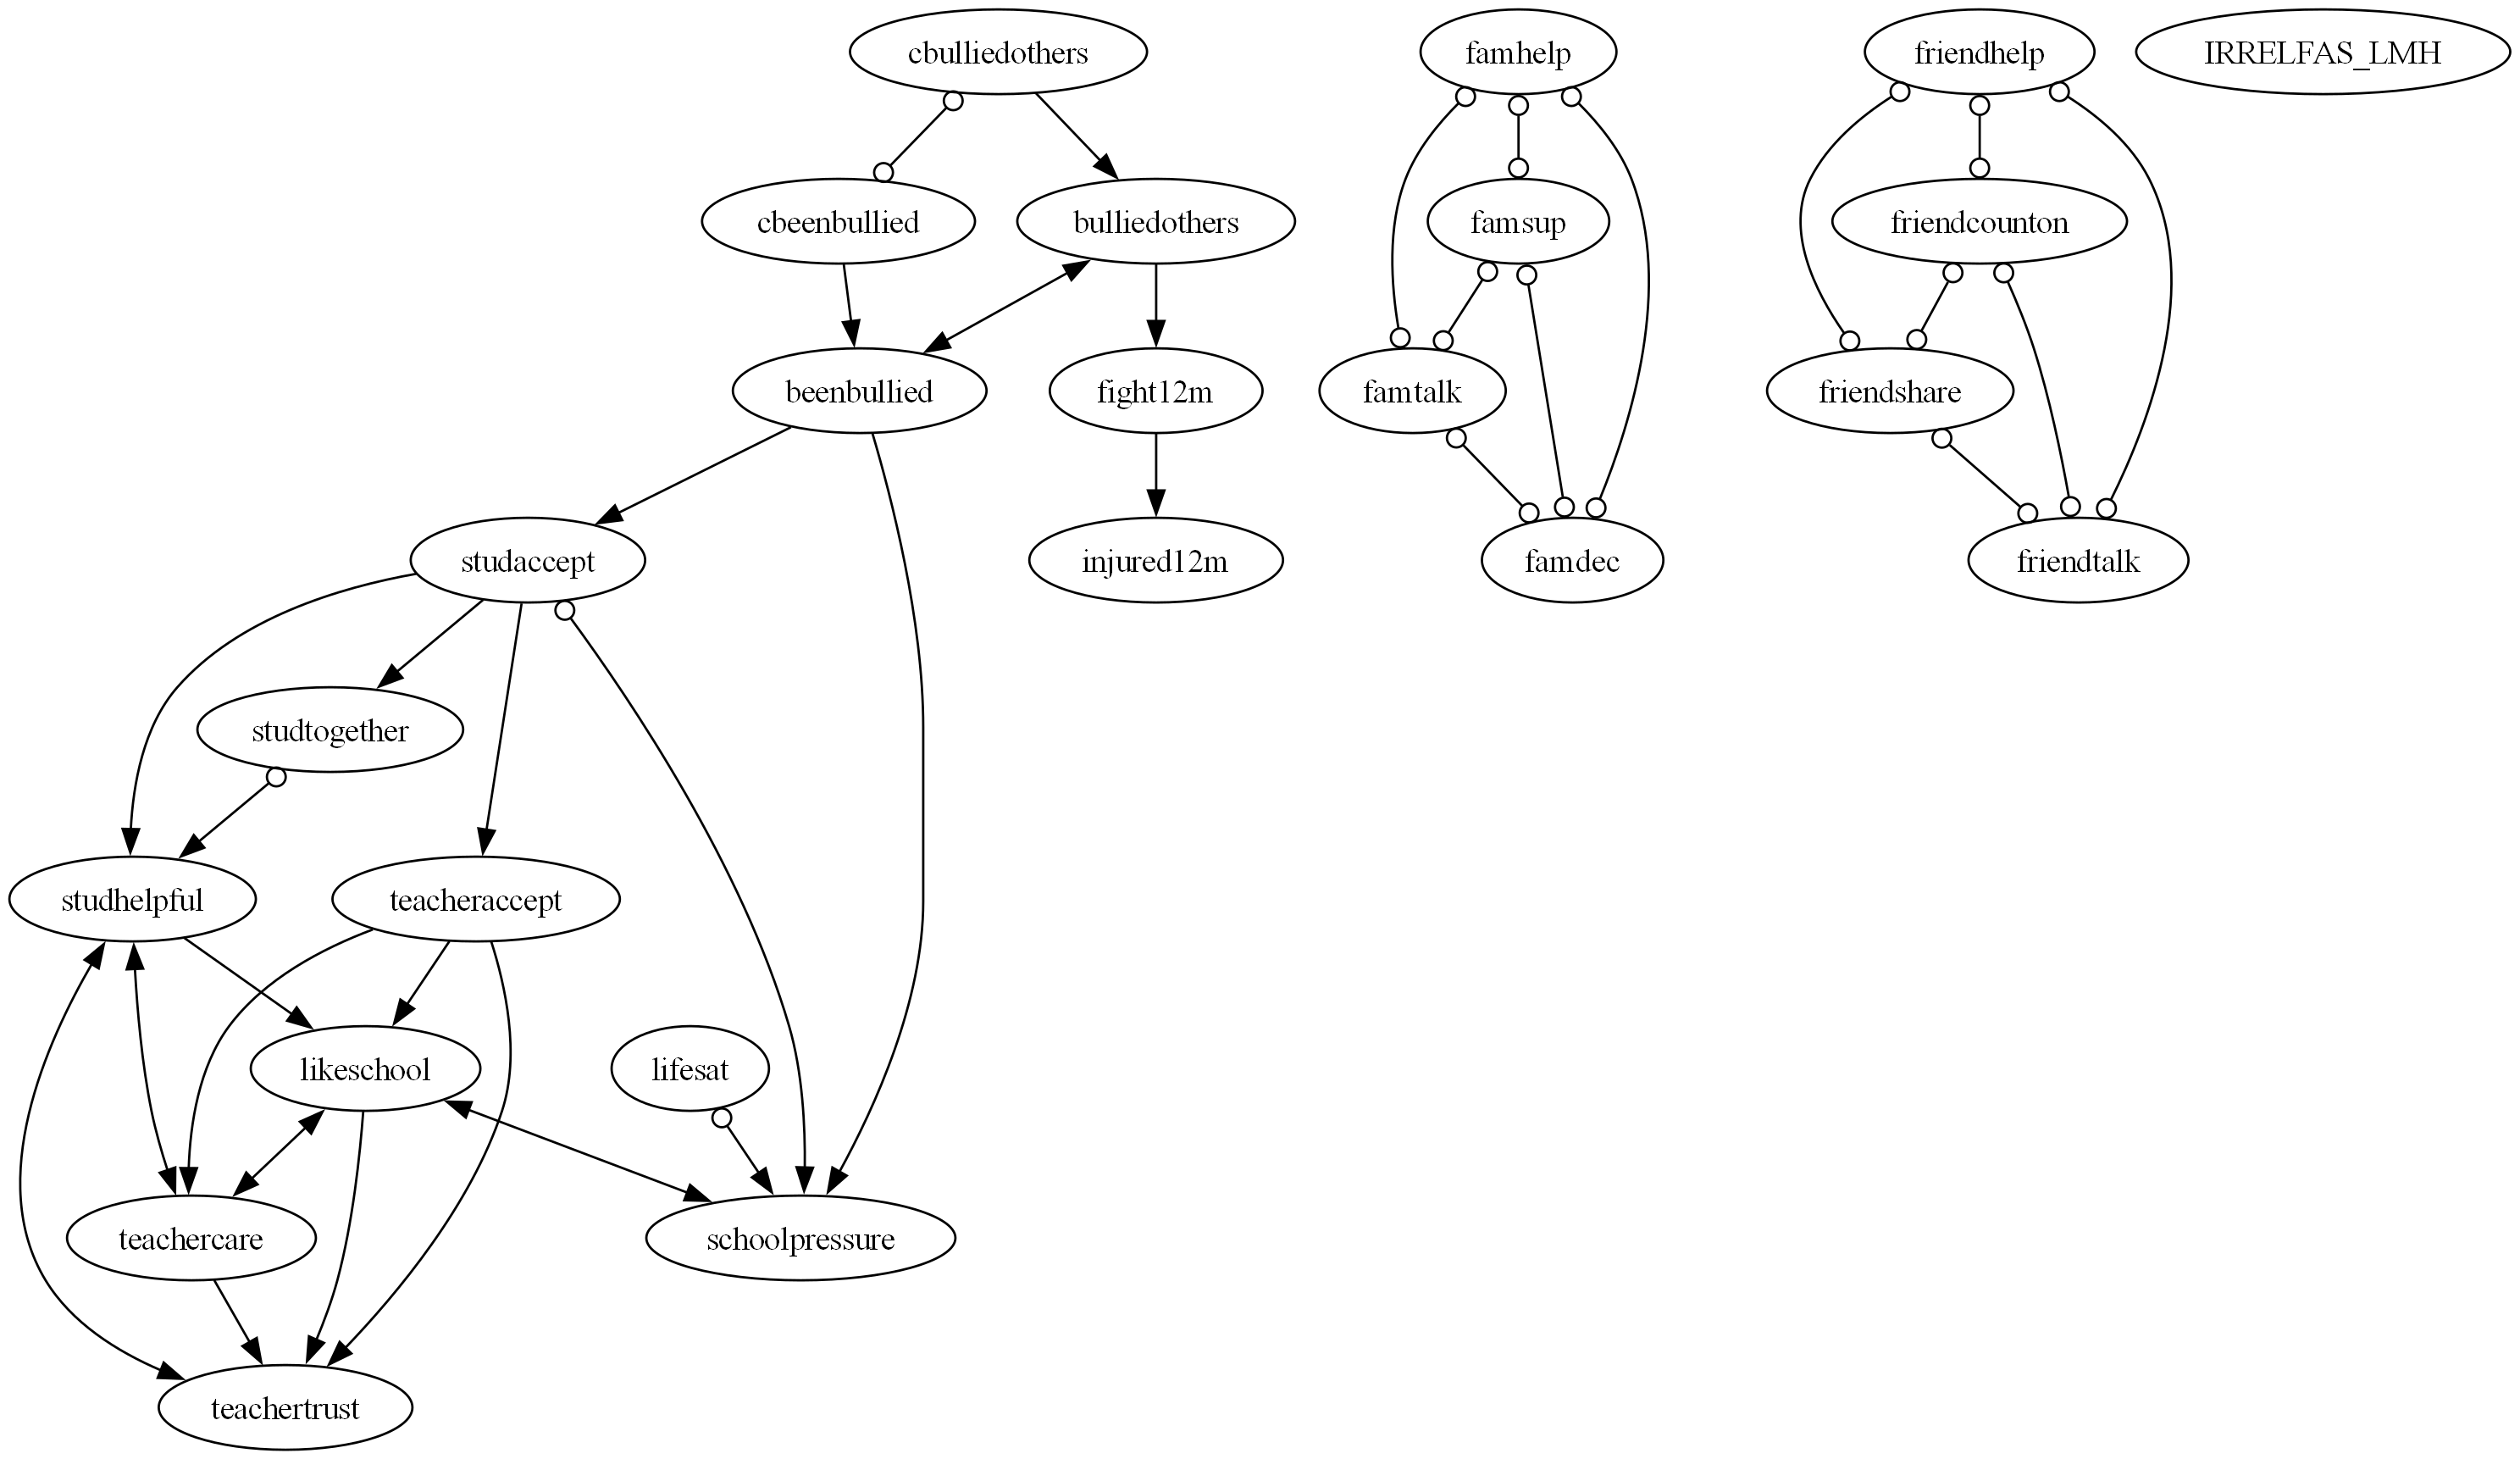 cbulliedothers
famhelp
friendhelp
IRRELFAS_LMH
cbeenbullied
bulliedothers
famsup
friendcounton
beenbullied
fight12m
famtalk
friendshare
studaccept
injured12m
famdec
friendtalk
studtogether
studhelpful
teacheraccept
likeschool
lifesat
teachercare
schoolpressure
teachertrust